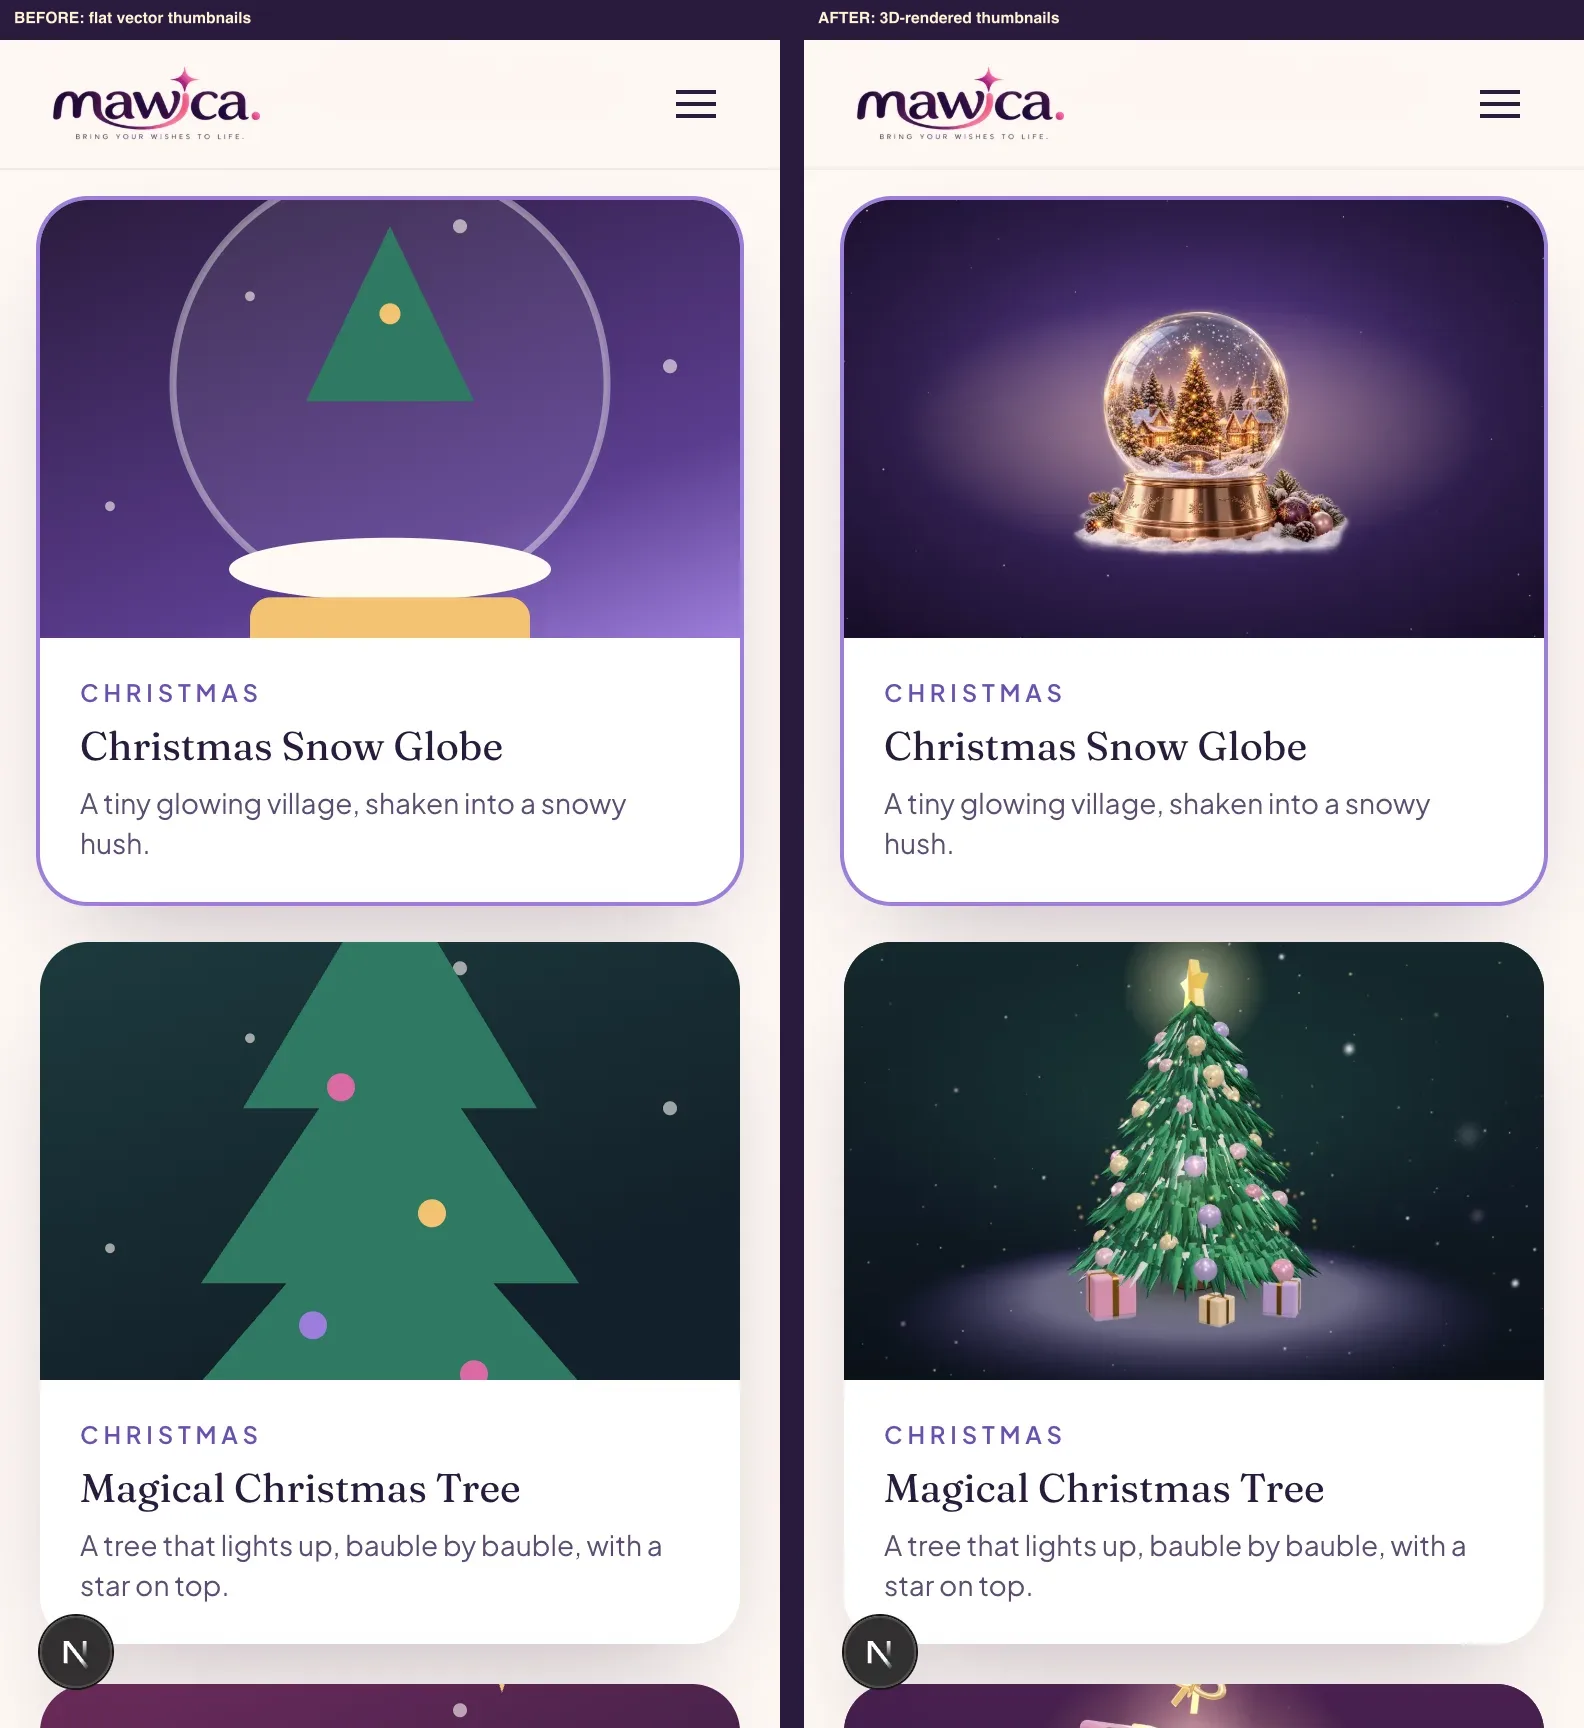 BEFORE: flat vector thumbnails
mawica.
BRING YOUR WISHES TO LIFE.
CHRISTMAS
Christmas Snow Globe
A tiny glowing village, shaken into a snowy
hush.
CHRISTMAS
Magical Christmas Tree
A tree that lights up, bauble by bauble, with a
star on top.
N
AFTER: 3D-rendered thumbnails
mawica.
BRING YOUR WISHES TO LIFE.
CHRISTMAS
Christmas Snow Globe
A tiny glowing village, shaken into a snowy
hush.
CHRISTMAS
Magical Christmas Tree
A tree that lights up, bauble by bauble, with a
star on top.
N